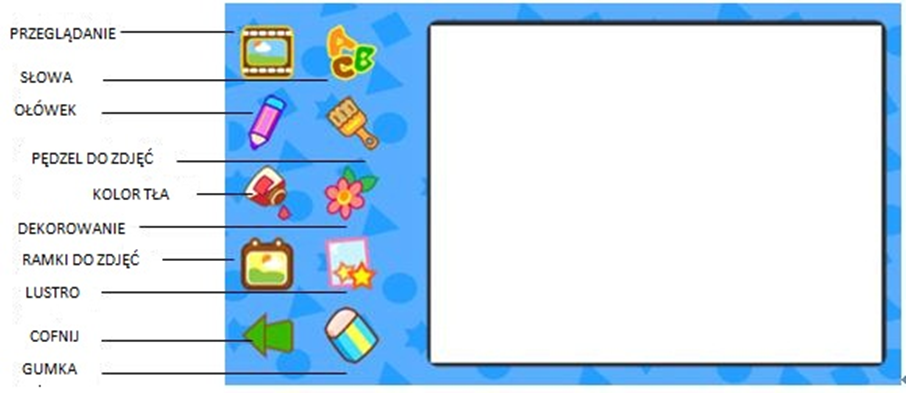 PRZEGLĄDANIE
SŁOWA
OŁÓWEK
PĘDZEL DO ZDJĘĆ
KOLOR TŁA
DEKOROWANIE
RAMKI DO ZDJĘĆ
LUSTRO
COFNIJ
GUMKA
A
B
C